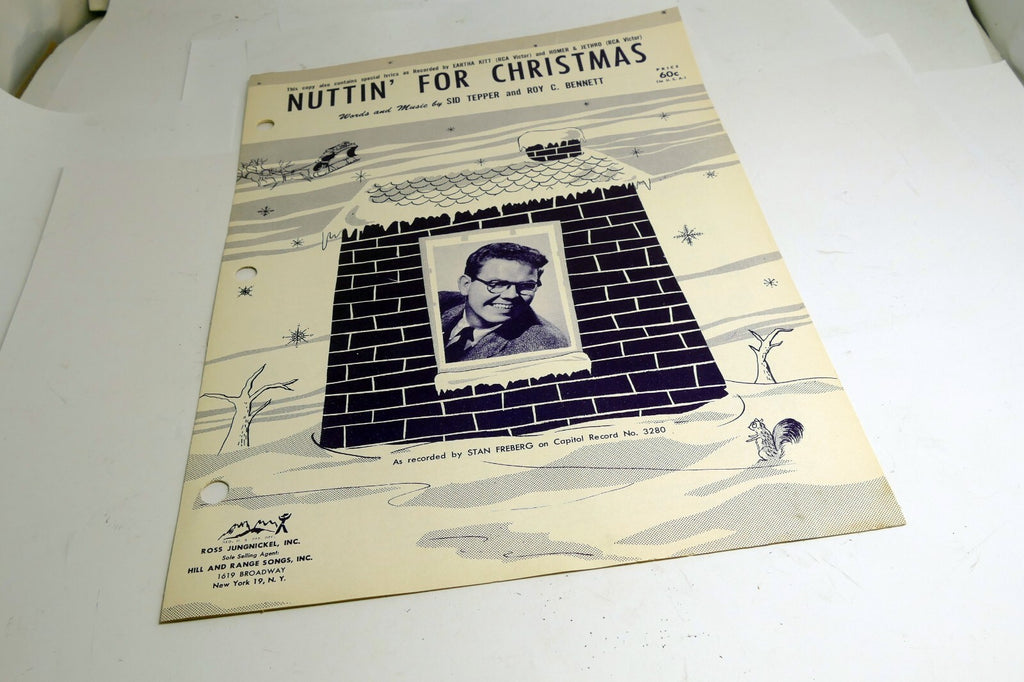 This copy also contains special lyrics as Recorded by EARTHA KITT (RCA Victor) and HOMER & JETHRO (RCA Victor)
NUTTIN' FOR CHRISTMAS
PRICE
60¢
(in U.S.A.)
Words and Music by SID TEPPER and ROY C. BENNETT
As recorded by STAN FREBERG on Capitol Record No. 3280
ROSS JUNGNICKEL, INC.
Sole Selling Agent:
HILL AND RANGE SONGS, INC.
1619 BROADWAY
New York 19, N. Y.